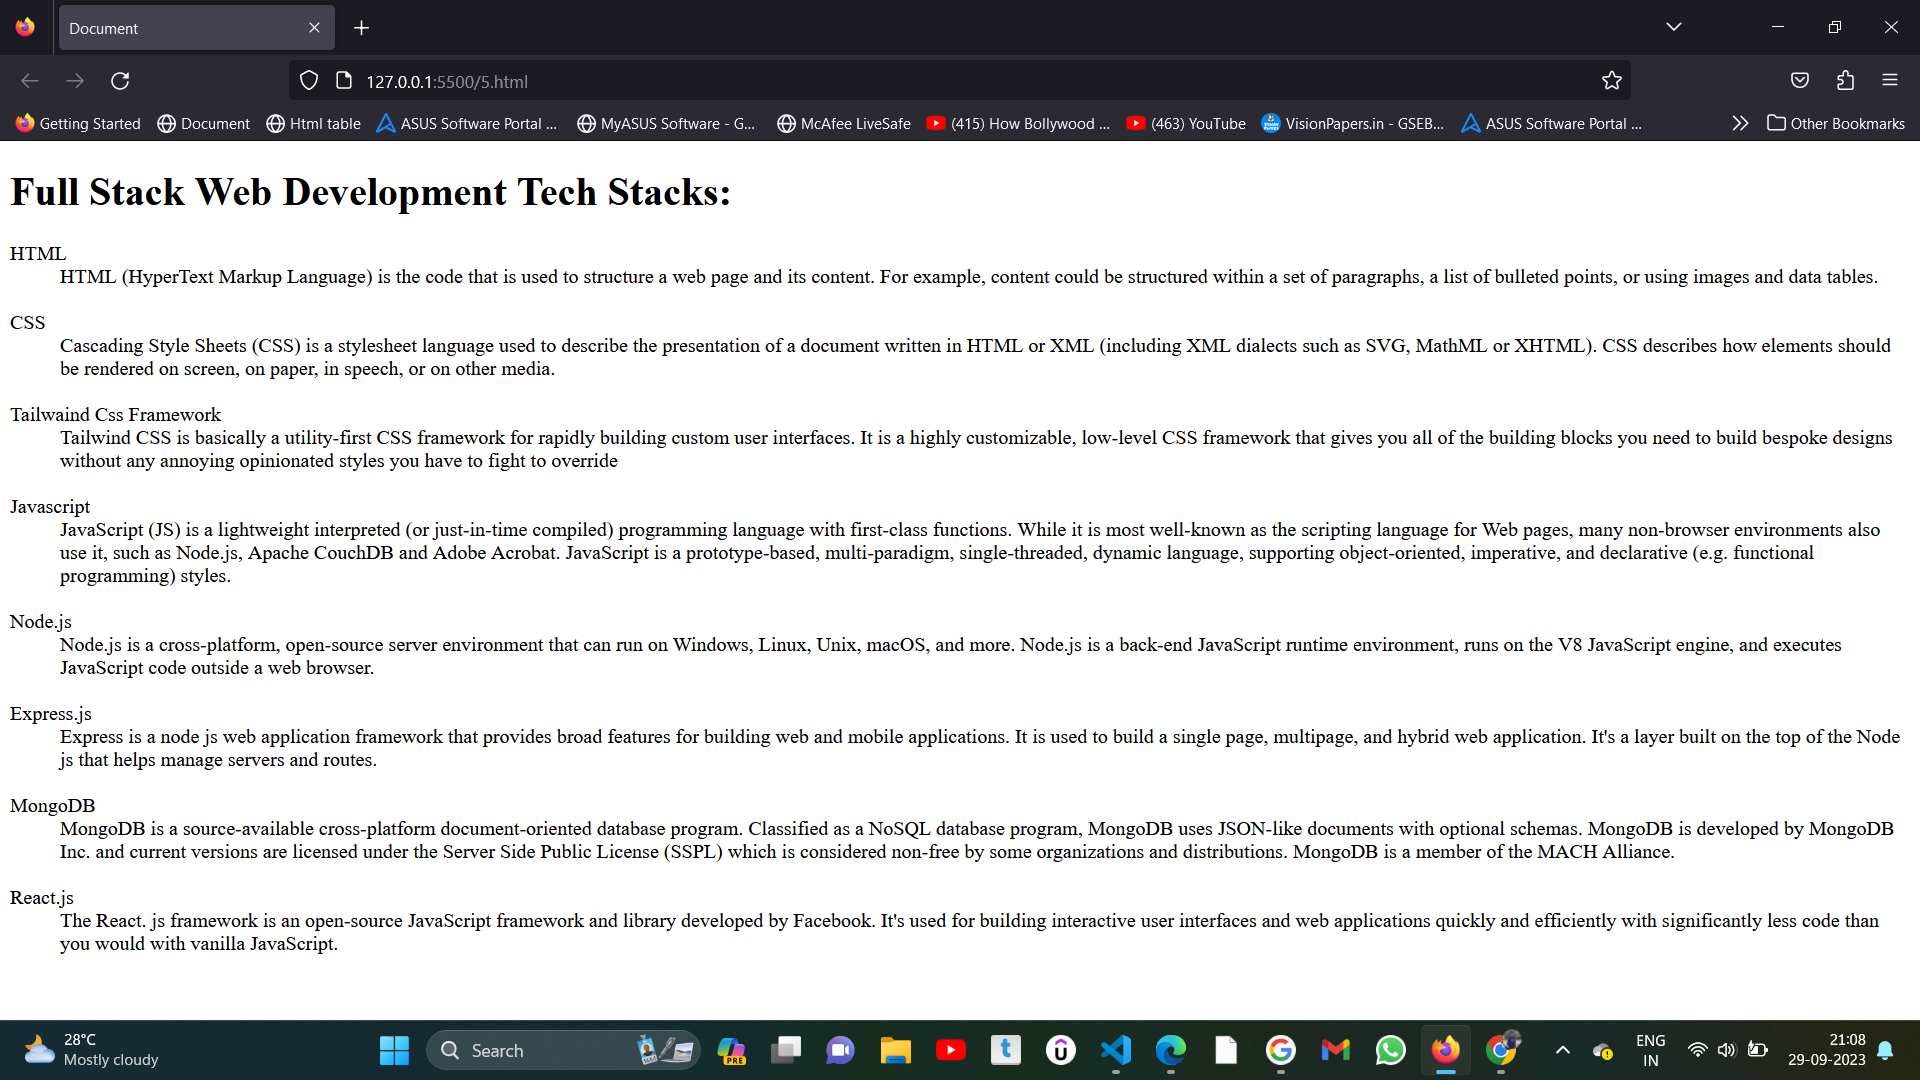 Document
127.0.0.1:5500/5.html
Getting Started Document Html table ASUS Software Portal ... MyASUS Software - G... McAfee LiveSafe (415) How Bollywood ... (463) YouTube VisionPapers.in - GSEB... ASUS Software Portal ... Other Bookmarks
Full Stack Web Development Tech Stacks:
HTML
HTML (HyperText Markup Language) is the code that is used to structure a web page and its content. For example, content could be structured within a set of paragraphs, a list of bulleted points, or using images and data tables.
CSS
Cascading Style Sheets (CSS) is a stylesheet language used to describe the presentation of a document written in HTML or XML (including XML dialects such as SVG, MathML or XHTML). CSS describes how elements should
be rendered on screen, on paper, in speech, or on other media.
Tailwaind Css Framework
Tailwind CSS is basically a utility-first CSS framework for rapidly building custom user interfaces. It is a highly customizable, low-level CSS framework that gives you all of the building blocks you need to build bespoke designs
without any annoying opinionated styles you have to fight to override
Javascript
JavaScript (JS) is a lightweight interpreted (or just-in-time compiled) programming language with first-class functions. While it is most well-known as the scripting language for Web pages, many non-browser environments also
use it, such as Node.js, Apache CouchDB and Adobe Acrobat. JavaScript is a prototype-based, multi-paradigm, single-threaded, dynamic language, supporting object-oriented, imperative, and declarative (e.g. functional
programming) styles.
Node.js
Node.js is a cross-platform, open-source server environment that can run on Windows, Linux, Unix, macOS, and more. Node.js is a back-end JavaScript runtime environment, runs on the V8 JavaScript engine, and executes
JavaScript code outside a web browser.
Express.js
Express is a node js web application framework that provides broad features for building web and mobile applications. It is used to build a single page, multipage, and hybrid web application. It's a layer built on the top of the Node
js that helps manage servers and routes.
MongoDB
MongoDB is a source-available cross-platform document-oriented database program. Classified as a NoSQL database program, MongoDB uses JSON-like documents with optional schemas. MongoDB is developed by MongoDB
Inc. and current versions are licensed under the Server Side Public License (SSPL) which is considered non-free by some organizations and distributions. MongoDB is a member of the MACH Alliance.
React.js
The React. js framework is an open-source JavaScript framework and library developed by Facebook. It's used for building interactive user interfaces and web applications quickly and efficiently with significantly less code than
you would with vanilla JavaScript.
28°C
Mostly cloudy
Search
PRE
ENG
IN
21:08
29-09-2023